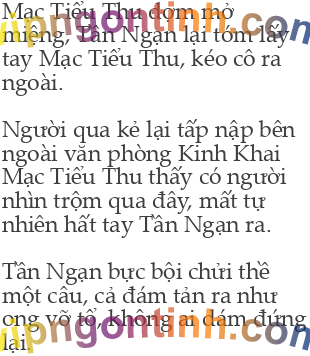 Mạc Tiểu Thu dợm mở
miệng, Tần Ngạn lại tóm lấy
tay Mạc Tiểu Thu, kéo cô ra
ngoài.
Người qua kẻ lại tấp nập bên
ngoài văn phòng Kinh Khai
Mạc Tiểu Thu thấy có người
nhìn trộm qua đây, mất tự
nhiên hất tay Tần Ngạn ra.
Tần Ngạn bực bội chửi thề
một câu, cả đám tản ra như
ong vỡ tổ, không ai dám đứng
lại.